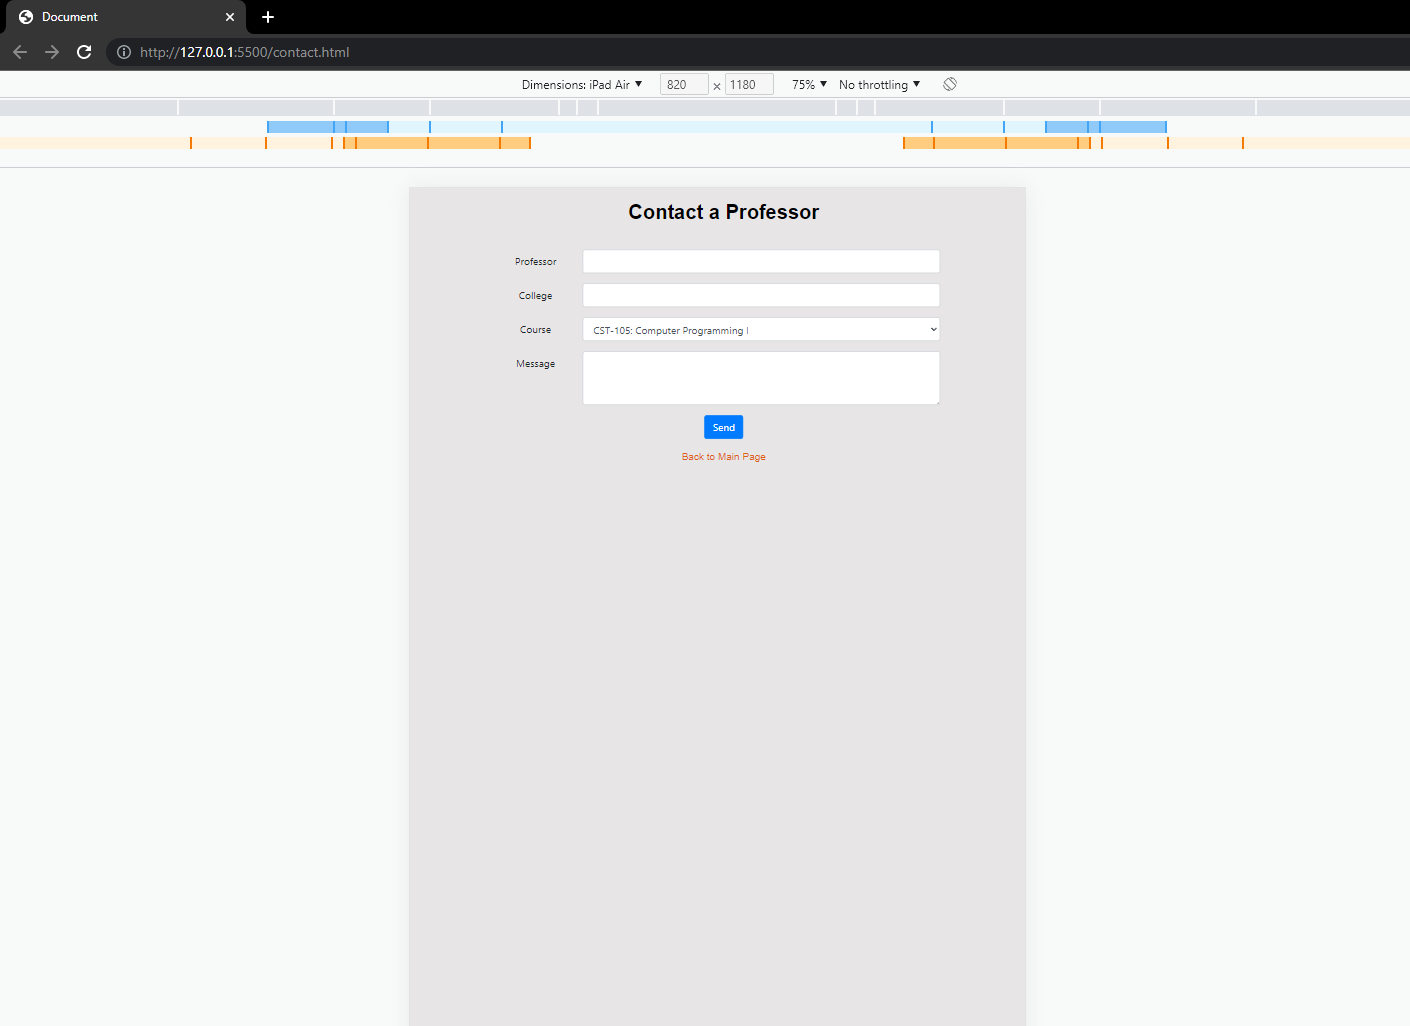 Document
http://127.0.0.1:5500/contact.html
Dimensions: iPad Air 820 × 1180 75% No throttling
Contact a Professor
Professor
College
Course CST-105: Computer Programming I
Message
Send
Back to Main Page